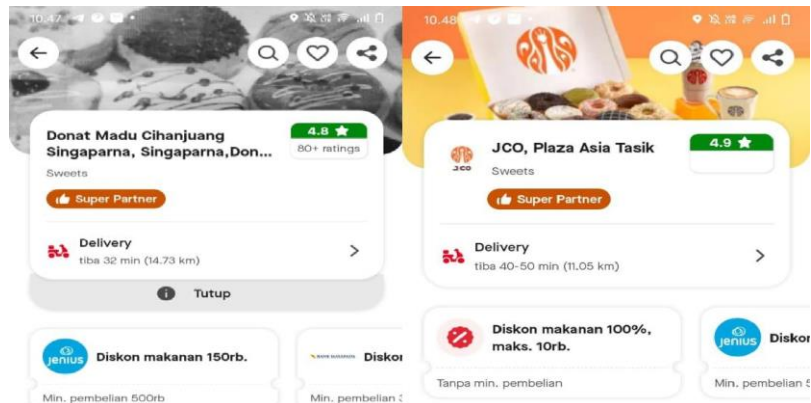 10.47
Donat Madu Cihanjuang
Singaparna, Singaparna,Don...
4.8
80+ ratings
Sweets
Super Partner
Delivery
tiba 32 min (14.73 km)
Tutup
jenius
Diskon makanan 150rb.
Min. pembelian 500rb
Diskon
Min. pembelian
10.48
J.CO
JCO, Plaza Asia Tasik
4.9
Sweets
Super Partner
Delivery
tiba 40-50 min (11.05 km)
Diskon makanan 100%,
maks. 10rb.
Tanpa min. pembelian
jenius
Diskon
Min. pembelian 5